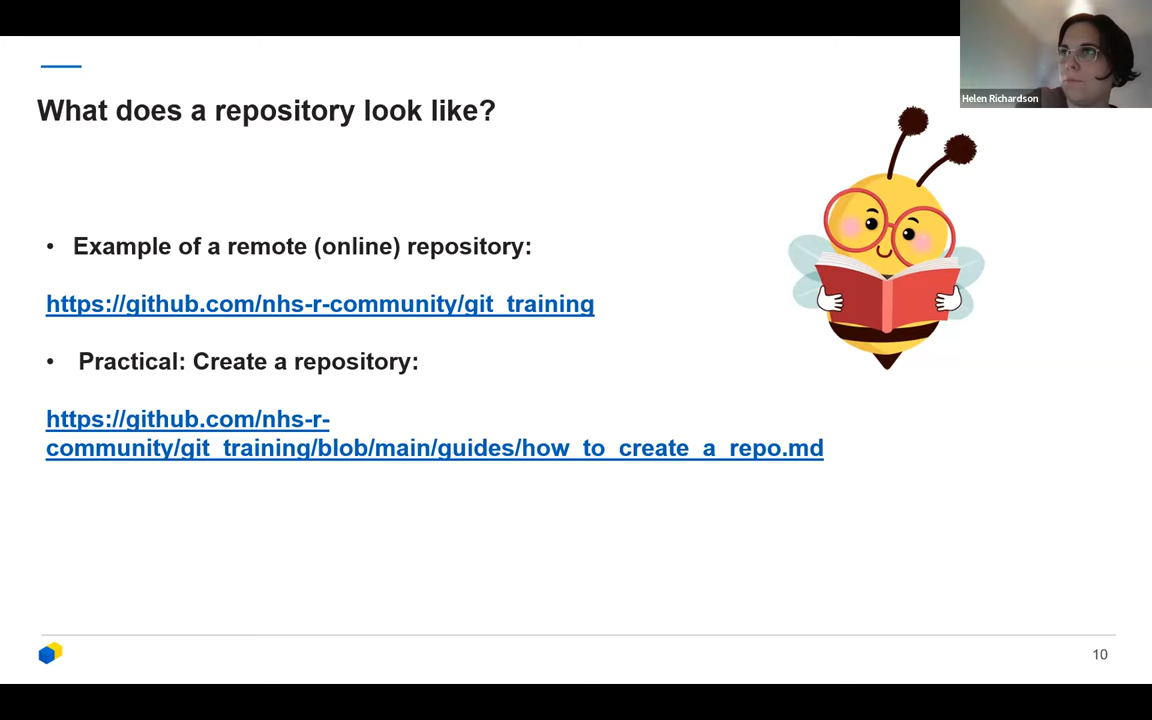 Helen Richardson
What does a repository look like?
• Example of a remote (online) repository:
https://github.com/nhs-r-community/git_training
• Practical: Create a repository:
https://github.com/nhs-r-
community/git_training/blob/main/guides/how_to_create_a_repo.md
10